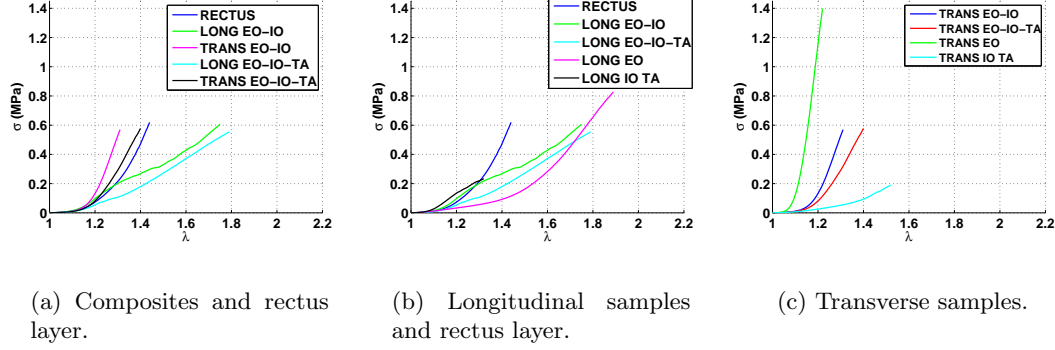 RECTUS
LONG EO−IO
TRANS EO−IO
LONG EO−IO−TA
TRANS EO−IO−TA
1.4
1.2
1
0.8
0.6
0.4
0.2
0
σ (MPa)
1 1.2 1.4 1.6 1.8 2 2.2
λ
RECTUS
LONG EO−IO
LONG EO−IO−TA
LONG EO
LONG IO TA
1.4
1.2
1
0.8
0.6
0.4
0.2
0
σ (MPa)
1 1.2 1.4 1.6 1.8 2 2.2
λ
TRANS EO−IO
TRANS EO−IO−TA
TRANS EO
TRANS IO TA
1.4
1.2
1
0.8
0.6
0.4
0.2
0
σ (MPa)
1 1.2 1.4 1.6 1.8 2 2.2
λ
(a) Composites and rectus
layer.
(b) Longitudinal samples
and rectus layer.
(c) Transverse samples.